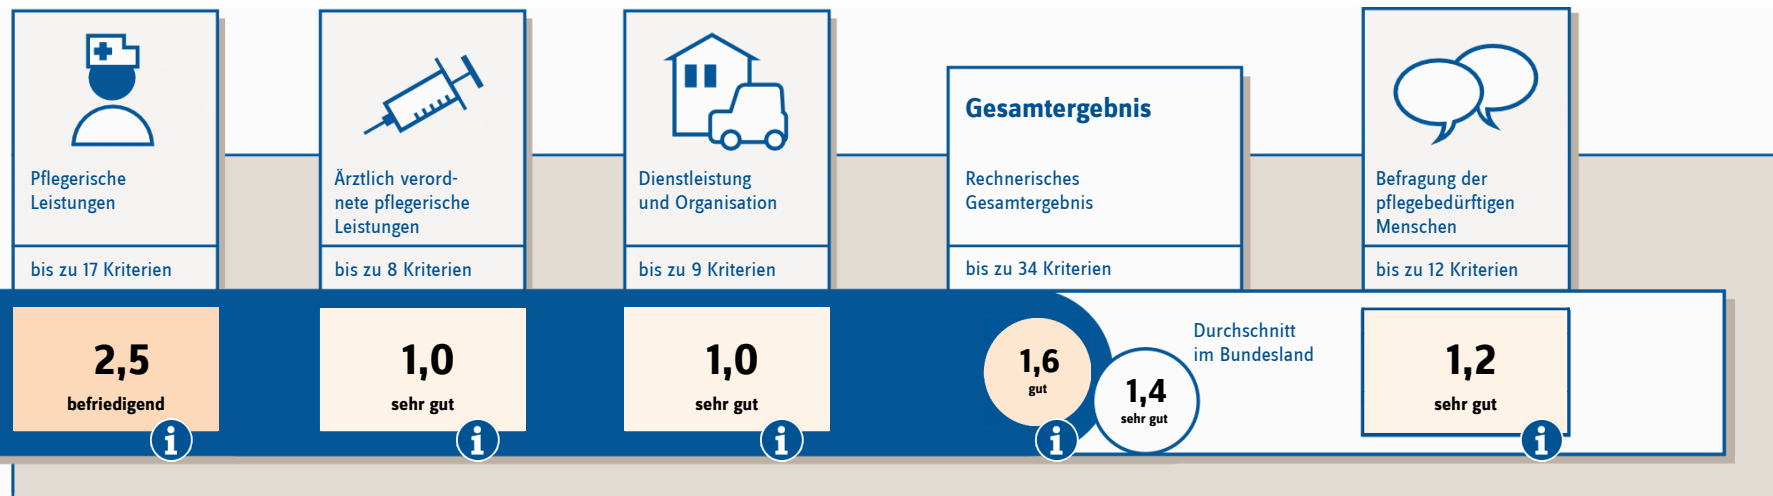 Pflegerische
Leistungen
bis zu 17 Kriterien
2,5
befriedigend
i
Ärztlich verord-
nete pflegerische
Leistungen
bis zu 8 Kriterien
1,0
sehr gut
i
Dienstleistung
und Organisation
bis zu 9 Kriterien
1,0
sehr gut
i
Gesamtergebnis
Rechnerisches
Gesamtergebnis
bis zu 34 Kriterien
1,6
gut
i
1,4
sehr gut
Durchschnitt
im Bundesland
Befragung der
pflegebedürftigen
Menschen
bis zu 12 Kriterien
1,2
sehr gut
i